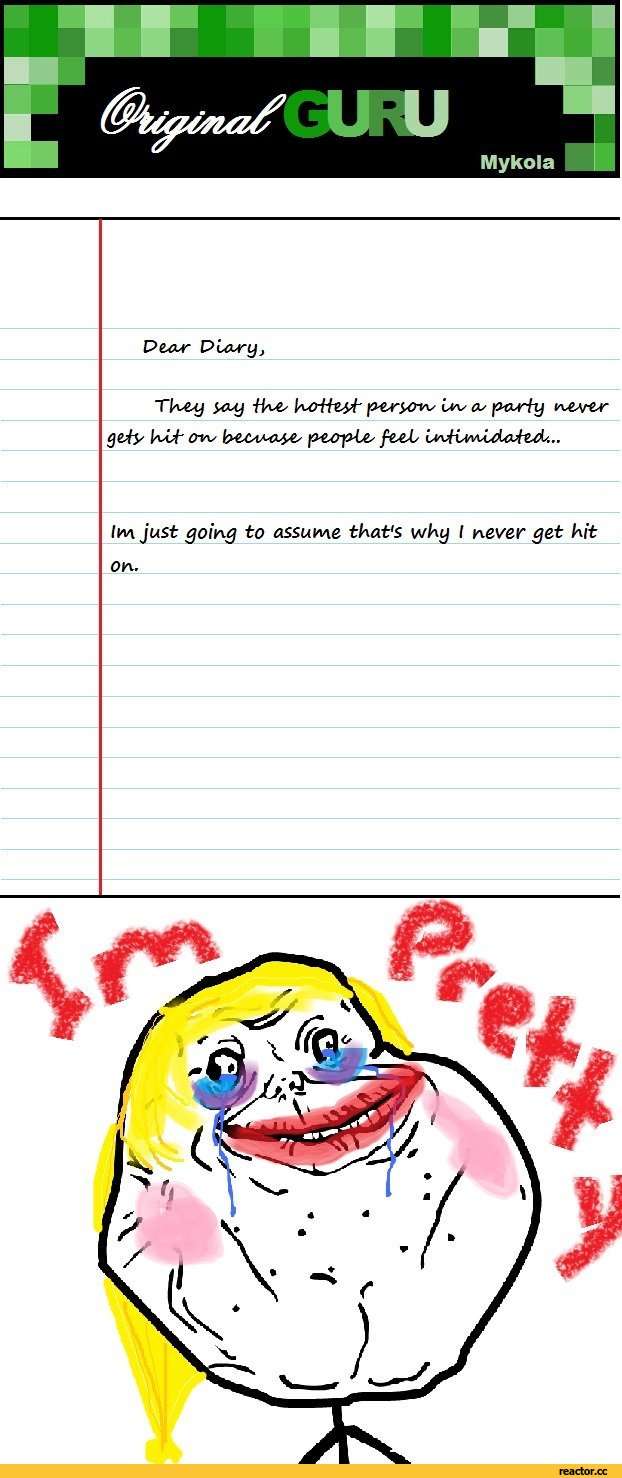 Original GURU
Mykola
Dear Diary,
They say the hottest person in a party never
gets hit on becuase people feel intimidated...
Im just going to assume that's why I never get hit
on.
Im Pretty
reactor.cc